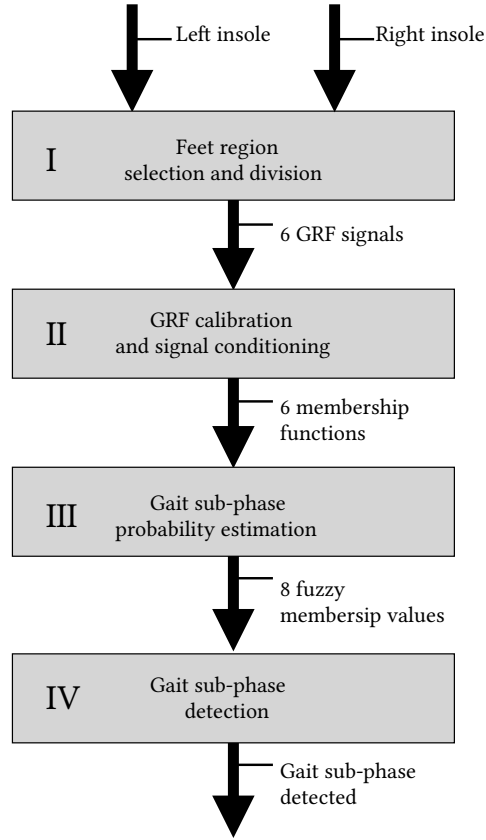 Left insole
Right insole
I
Feet region
selection and division
6 GRF signals
II
GRF calibration
and signal conditioning
6 membership
functions
III
Gait sub-phase
probability estimation
8 fuzzy
membersip values
IV
Gait sub-phase
detection
Gait sub-phase
detected